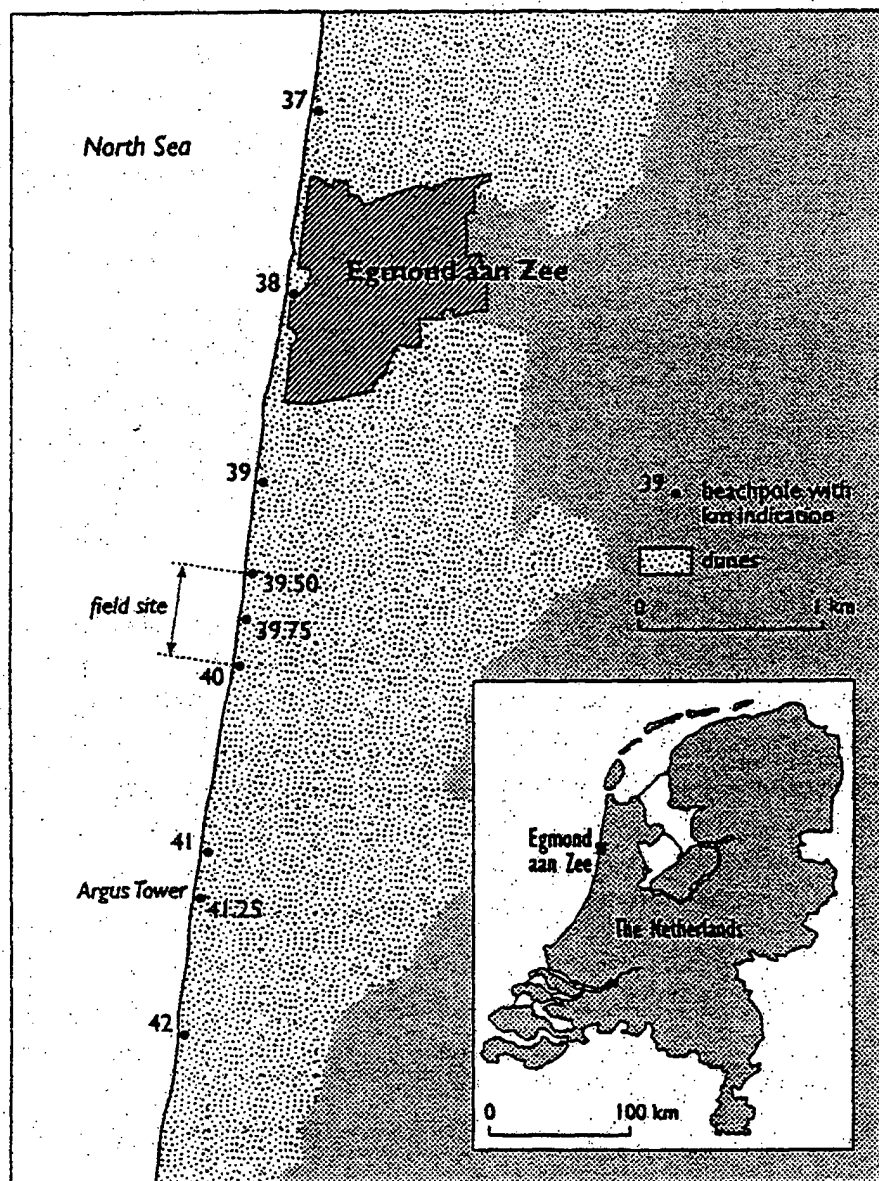 37
North Sea
Egmond aan Zee
38
39
39 beachpole with
km indication
dunes
0 1 km
39.50
field site
39.75
40
41
Argus Tower
41.25
42
Egmond
aan Zee
The Netherlands
0 100 km